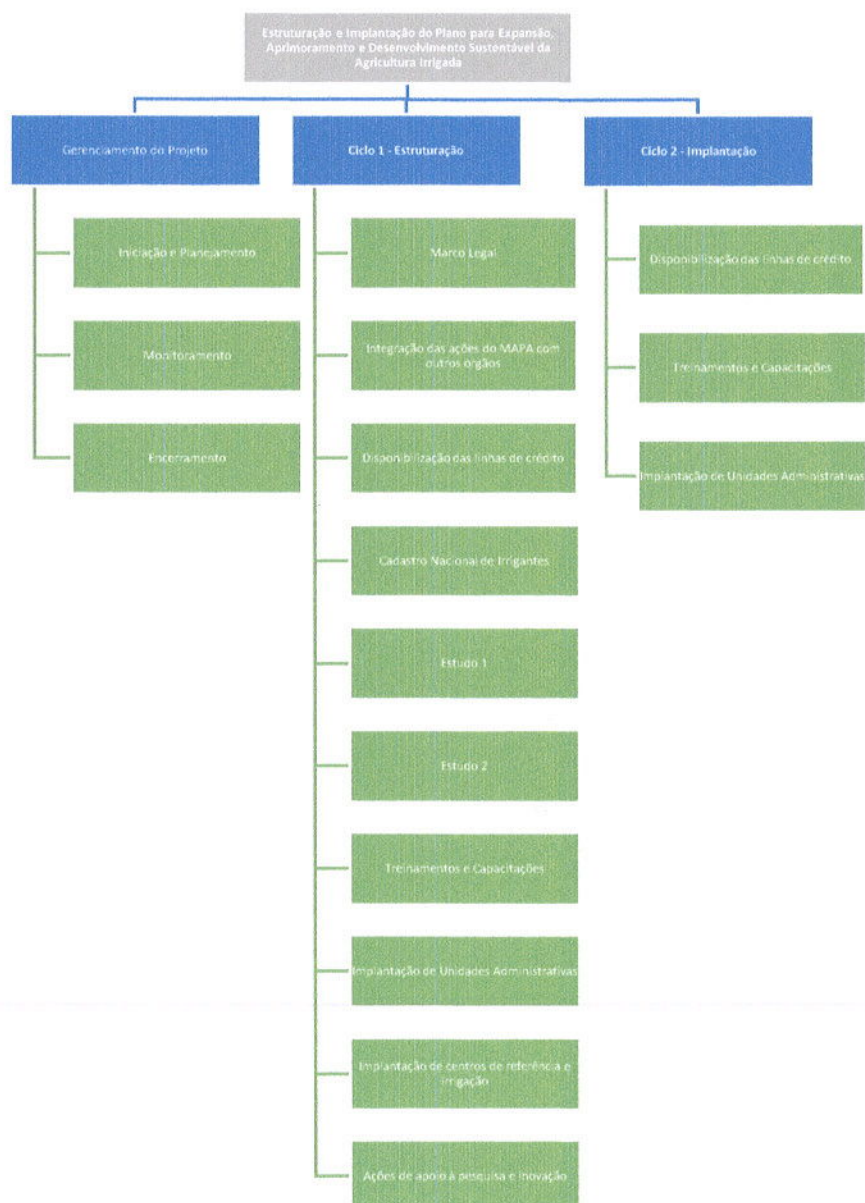 Estruturação e Implantação do Plano para Expansão,
Aprimoramento e Desenvolvimento Sustentável da
Agricultura Irrigada
Gerenciamento do Projeto
Ciclo 1 - Estruturação
Ciclo 2 - Implantação
Iniciação e Planejamento
Monitoramento
Encerramento
Marco Legal
Integração das ações do MAPA com
outros órgãos
Disponibilização das linhas de crédito
Cadastro Nacional de Irrigantes
Estudo 1
Estudo 2
Treinamentos e Capacitações
Implantação de Unidades Administrativas
Implantação de centros de referência e
irrigação
Ações de apoio à pesquisa e inovação
Disponibilização das linhas de crédito
Treinamentos e Capacitações
Implantação de Unidades Administrativas